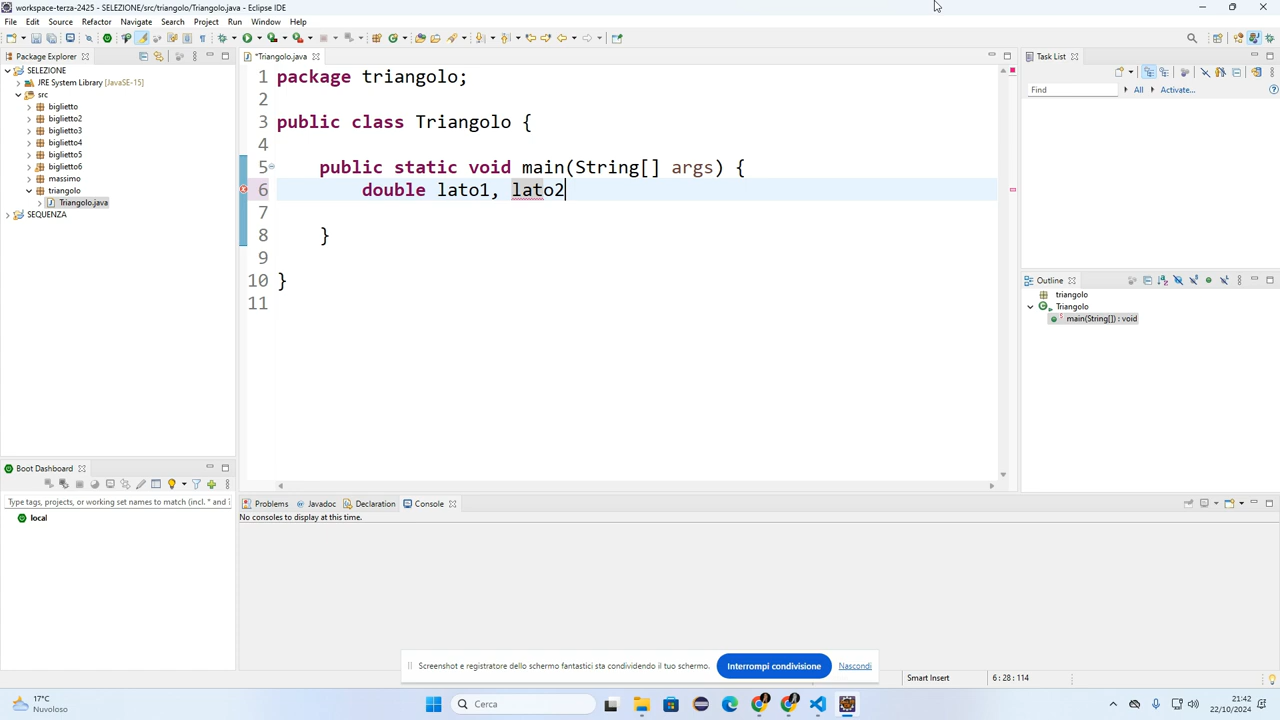 workspace-terza-2425 - SELEZIONE/src/triangolo/Triangolo.java - Eclipse IDE
File Edit Source Refactor Navigate Search Project Run Window Help
Package Explorer
SELEZIONE
JRE System Library [JavaSE-15]
src
biglietto
biglietto2
biglietto3
biglietto4
biglietto5
biglietto6
massimo
triangolo
Triangolo.java
SEQUENZA
*Triangolo.java
1 package triangolo;
2
3 public class Triangolo {
4
5 public static void main(String[] args) {
6 double lato1, lato2
7
8 }
9
10 }
11
Task List
Find All Activate...
Outline
triangolo
Triangolo
main(String[]) : void
Boot Dashboard
Type tags, projects, or working set names to match (incl. * and
local
Problems Javadoc Declaration Console
No consoles to display at this time.
Screenshot e registratore dello schermo fantastici sta condividendo il tuo schermo. Interrompi condivisione Nascondi
Smart Insert 6 : 28 : 114
17°C
Nuvoloso
Cerca
21:42
22/10/2024